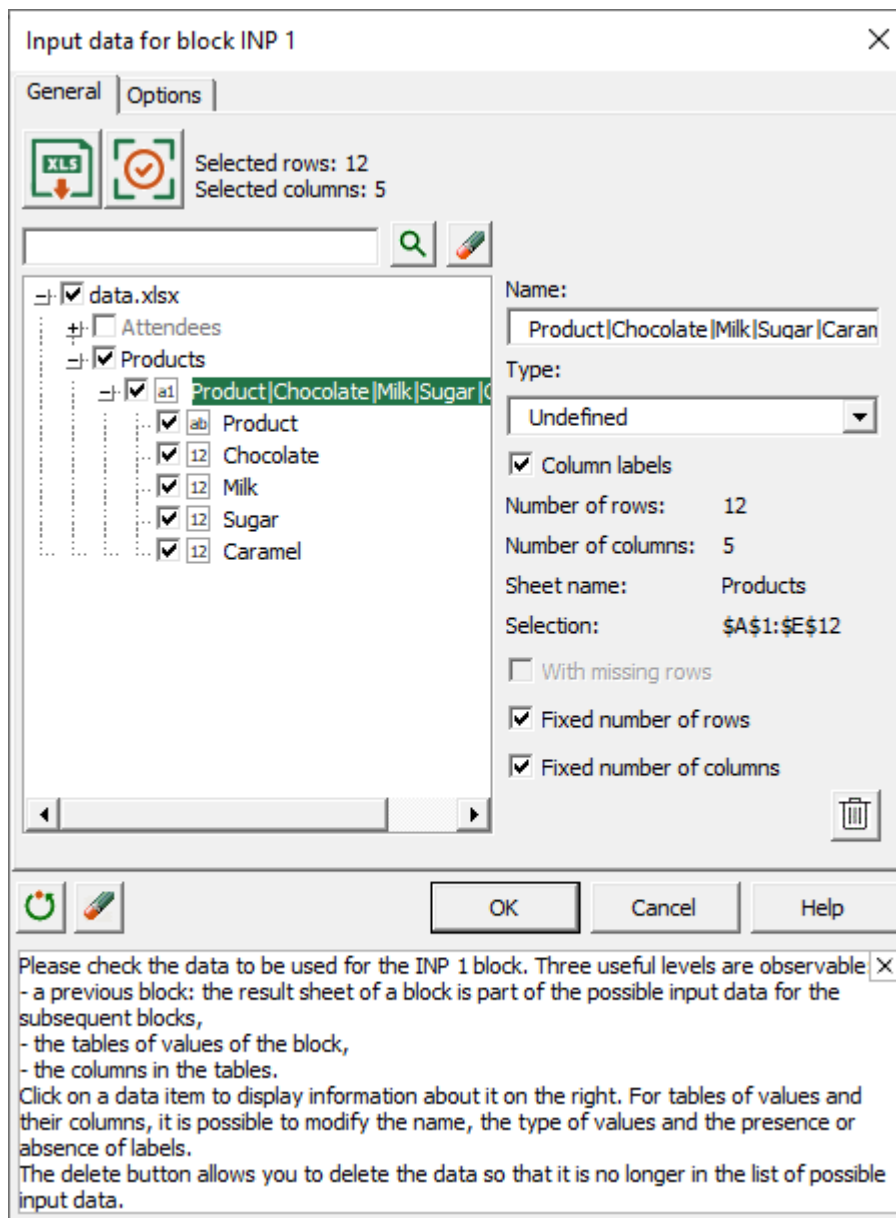 Input data for block INP 1
General
Options
XLS
Selected rows: 12
Selected columns: 5
data.xlsx
Attendees
Products
a1 Product|Chocolate|Milk|Sugar|
ab Product
12 Chocolate
12 Milk
12 Sugar
12 Caramel
Name:
Product|Chocolate|Milk|Sugar|Caram
Type:
Undefined
Column labels
Number of rows: 12
Number of columns: 5
Sheet name: Products
Selection: $A$1:$E$12
With missing rows
Fixed number of rows
Fixed number of columns
OK
Cancel
Help
Please check the data to be used for the INP 1 block. Three useful levels are observable
- a previous block: the result sheet of a block is part of the possible input data for the
subsequent blocks,
- the tables of values of the block,
- the columns in the tables.
Click on a data item to display information about it on the right. For tables of values and
their columns, it is possible to modify the name, the type of values and the presence or
absence of labels.
The delete button allows you to delete the data so that it is no longer in the list of possible
input data.